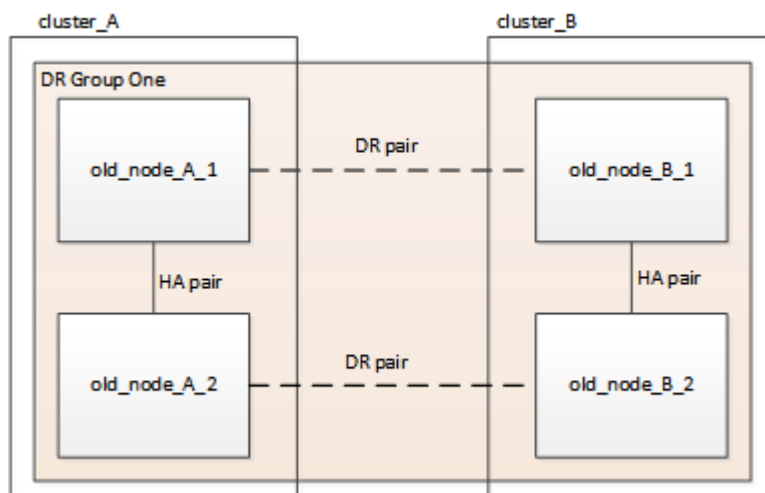 cluster_A
cluster_B
DR Group One
old_node_A_1
DR pair
old_node_B_1
HA pair
HA pair
old_node_A_2
DR pair
old_node_B_2